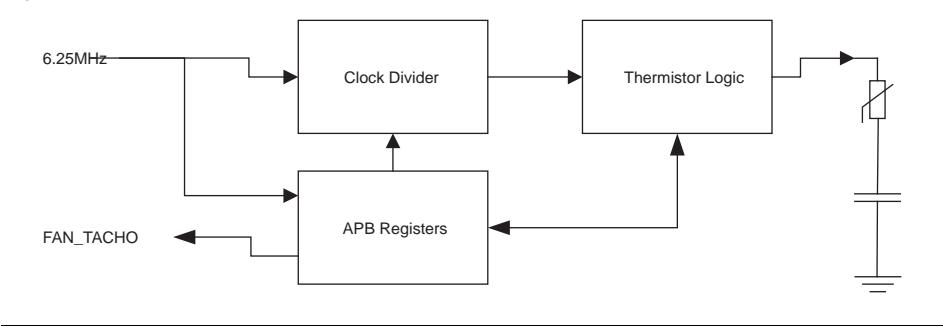 6.25MHz
Clock Divider
Thermistor Logic
APB Registers
FAN_TACHO